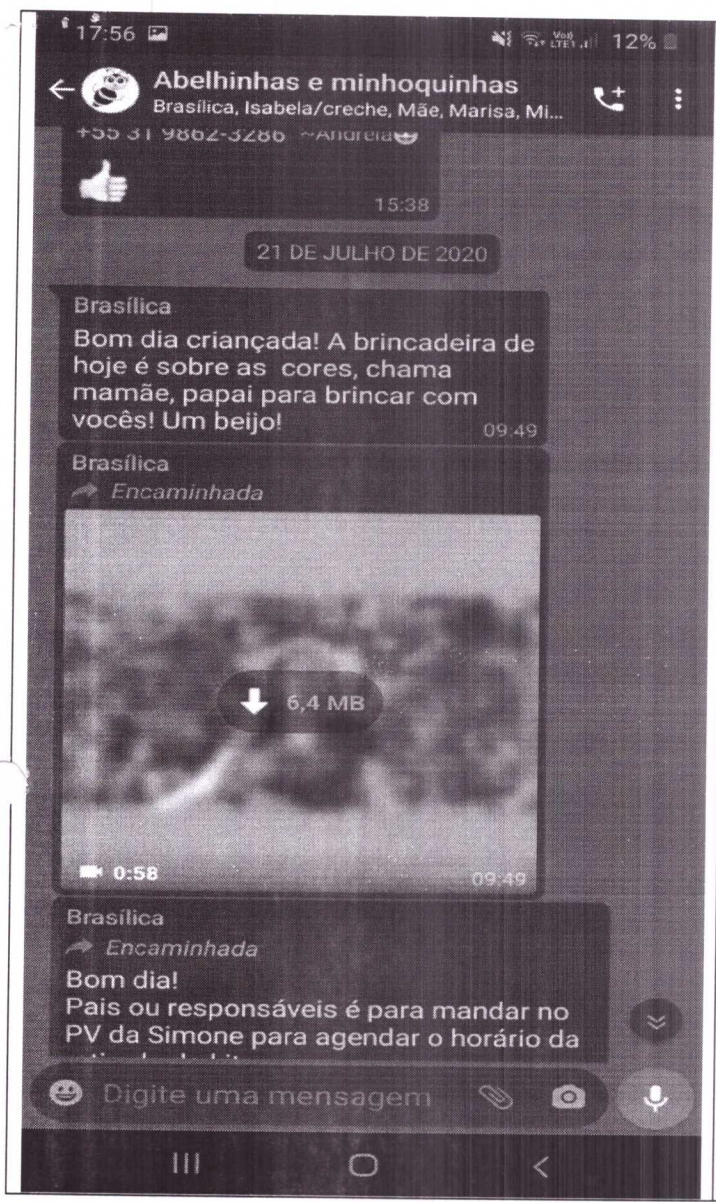 17:56 12%
Abelhinhas e minhoquinhas
Brasílica, Isabela/creche, Mãe, Marisa, Mi...
+55 31 9862-3286 ~Andreia
15:38
21 DE JULHO DE 2020
Brasílica
Bom dia criançada! A brincadeira de
hoje é sobre as cores, chama
mamãe, papai para brincar com
vocês! Um beijo!
09:49
Brasílica
Encaminhada
6,4 MB
0:58
09:49
Brasílica
Encaminhada
Bom dia!
Pais ou responsáveis é para mandar no
PV da Simone para agendar o horário da
Digite uma mensagem